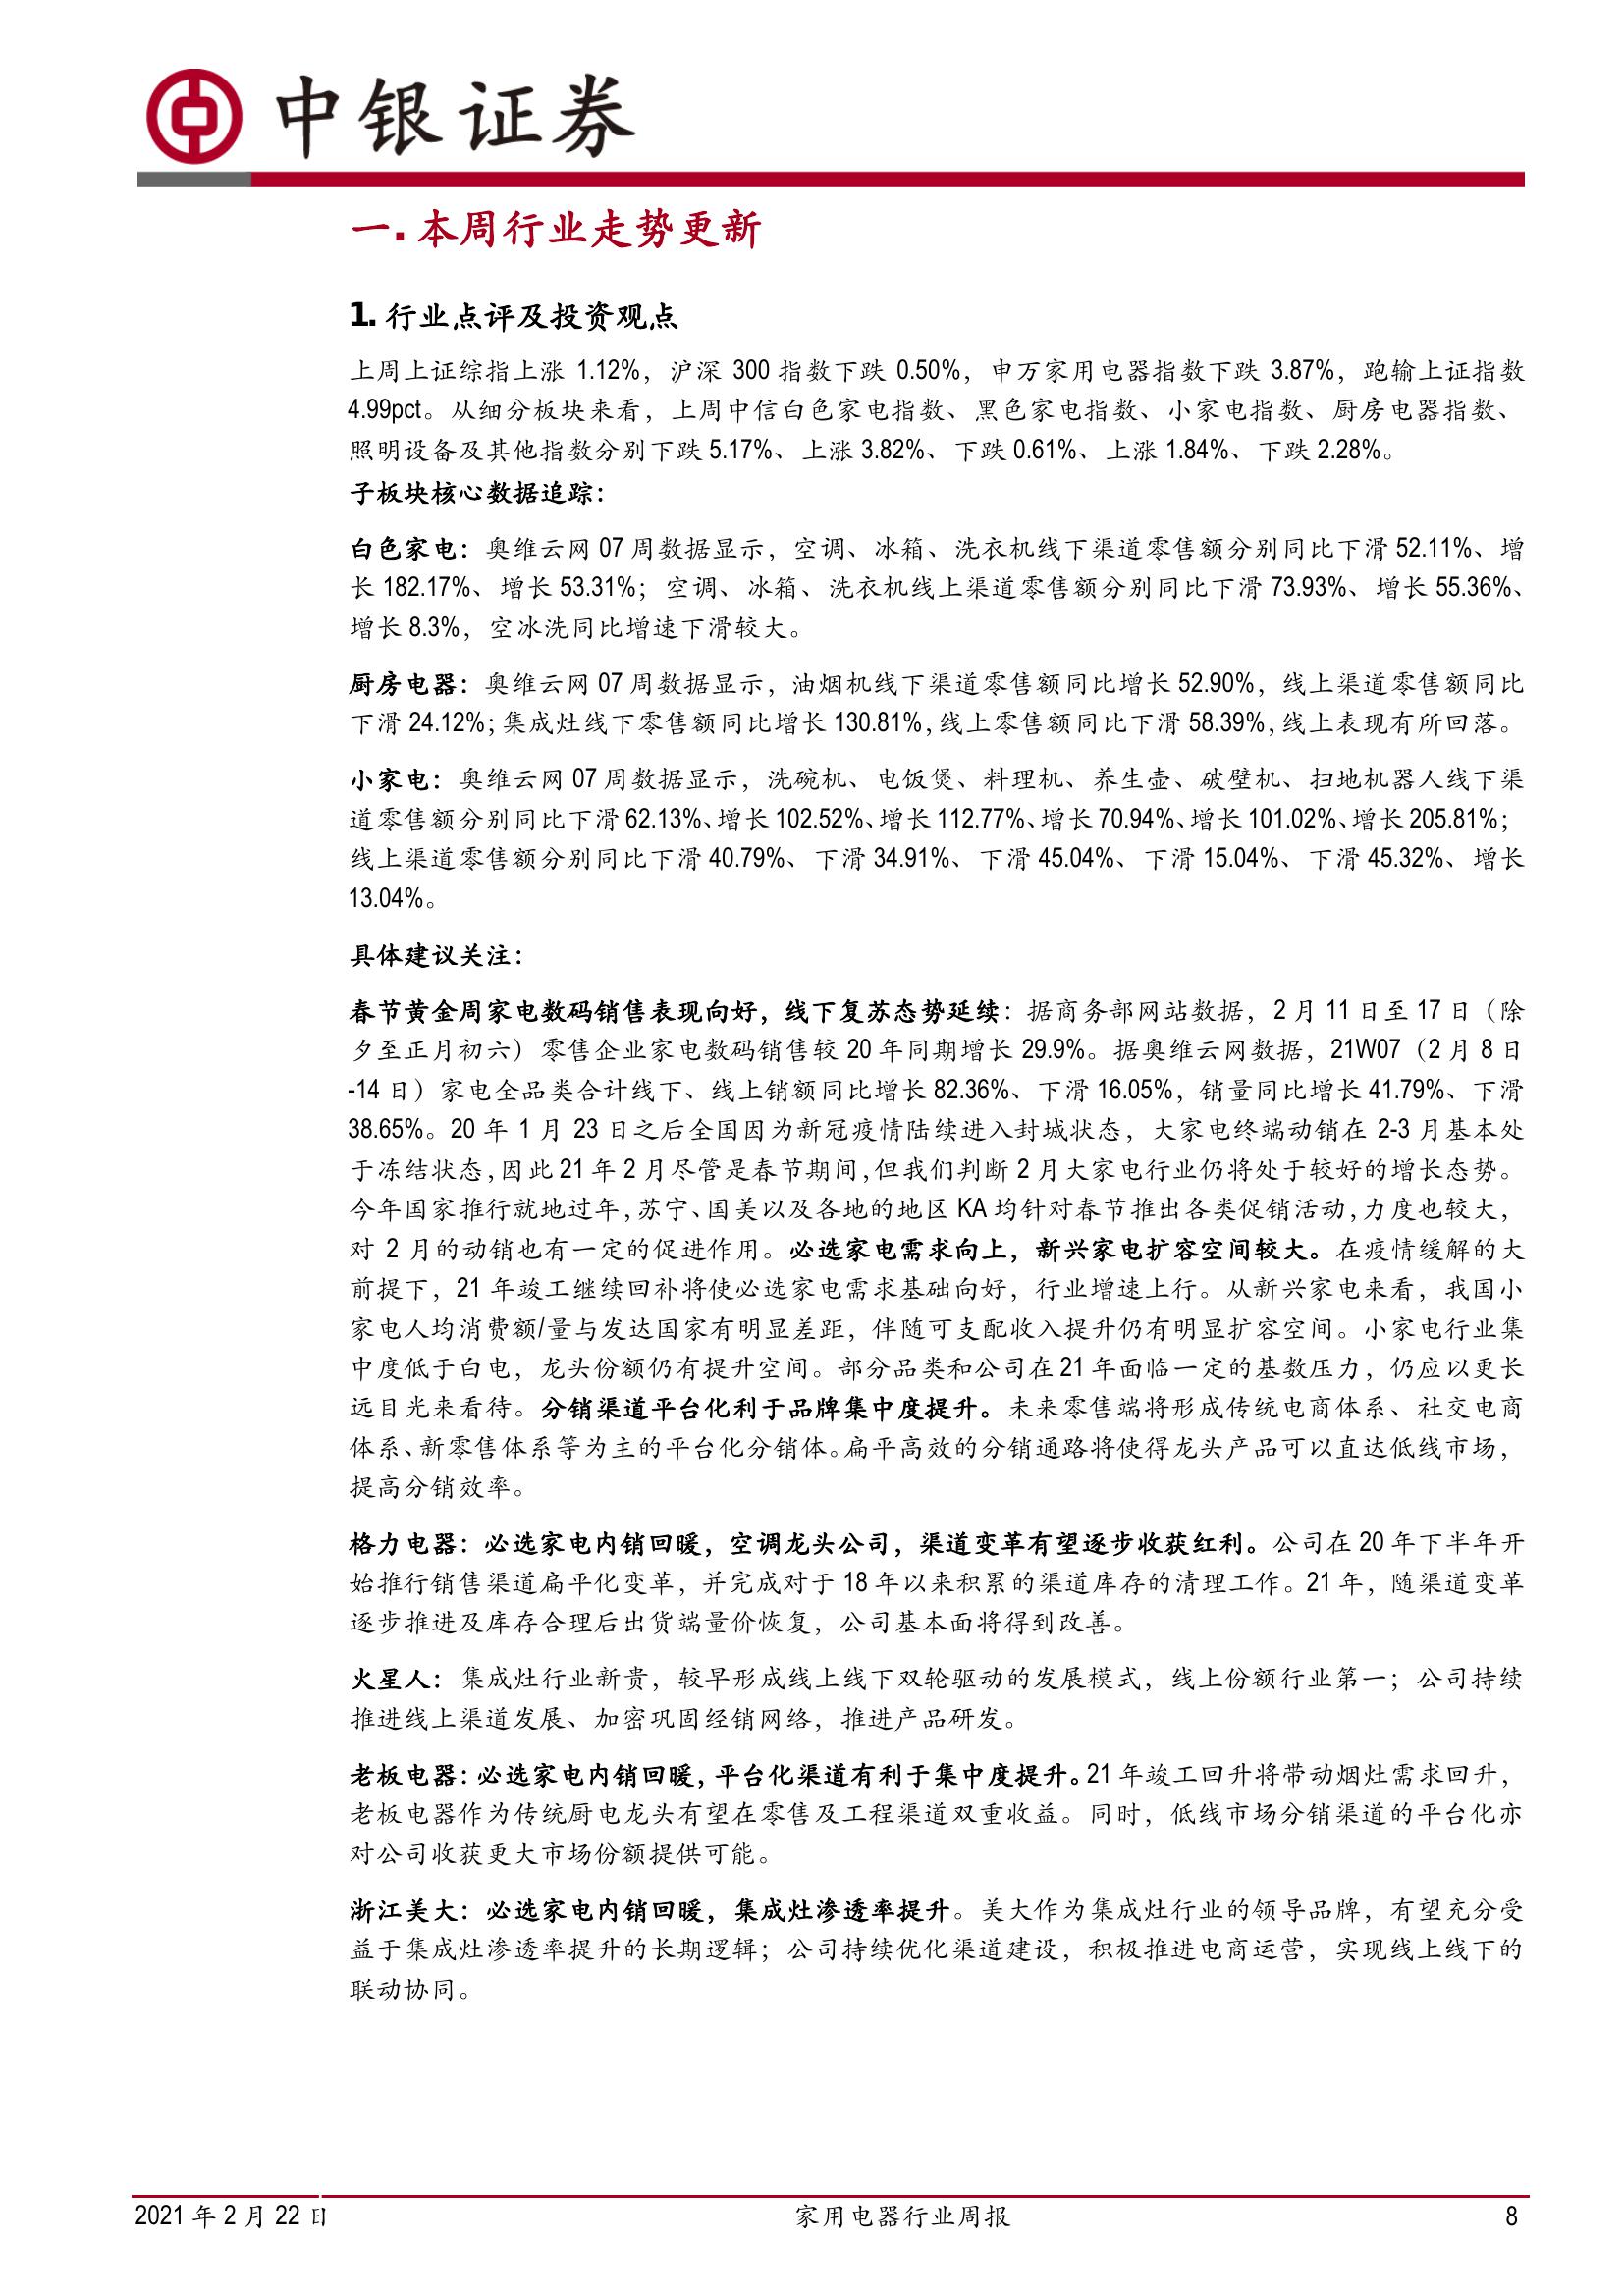 中银证券
一. 本周行业走势更新
1. 行业点评及投资观点
上周上证综指上涨 1.12%，沪深 300 指数下跌 0.50%，申万家用电器指数下跌 3.87%，跑输上证指数
4.99pct。从细分板块来看，上周中信白色家电指数、黑色家电指数、小家电指数、厨房电器指数、
照明设备及其他指数分别下跌 5.17%、上涨 3.82%、下跌 0.61%、上涨 1.84%、下跌 2.28%。
子板块核心数据追踪：
白色家电：奥维云网 07 周数据显示，空调、冰箱、洗衣机线下渠道零售额分别同比下滑 52.11%、增
长 182.17%、增长 53.31%；空调、冰箱、洗衣机线上渠道零售额分别同比下滑 73.93%、增长 55.36%、
增长 8.3%，空冰洗同比增速下滑较大。
厨房电器：奥维云网 07 周数据显示，油烟机线下渠道零售额同比增长 52.90%，线上渠道零售额同比
下滑 24.12%；集成灶线下零售额同比增长 130.81%，线上零售额同比下滑 58.39%，线上表现有所回落。
小家电：奥维云网 07 周数据显示，洗碗机、电饭煲、料理机、养生壶、破壁机、扫地机器人线下渠
道零售额分别同比下滑 62.13%、增长 102.52%、增长 112.77%、增长 70.94%、增长 101.02%、增长 205.81%；
线上渠道零售额分别同比下滑 40.79%、下滑 34.91%、下滑 45.04%、下滑 15.04%、下滑 45.32%、增长
13.04%。
具体建议关注：
春节黄金周家电数码销售表现向好，线下复苏态势延续：据商务部网站数据，2 月 11 日至 17 日（除
夕至正月初六）零售企业家电数码销售较 20 年同期增长 29.9%。据奥维云网数据，21W07（2 月 8 日
-14 日）家电全品类合计线下、线上销额同比增长 82.36%、下滑 16.05%，销量同比增长 41.79%、下滑
38.65%。20 年 1 月 23 日之后全国因为新冠疫情陆续进入封城状态，大家电终端动销在 2-3 月基本处
于冻结状态，因此 21 年 2 月尽管是春节期间，但我们判断 2 月大家电行业仍将处于较好的增长态势。
今年国家推行就地过年，苏宁、国美以及各地的地区 KA 均针对春节推出各类促销活动，力度也较大，
对 2 月的动销也有一定的促进作用。必选家电需求向上，新兴家电扩容空间较大。在疫情缓解的大
前提下，21 年竣工继续回补将使必选家电需求基础向好，行业增速上行。从新兴家电来看，我国小
家电人均消费额/量与发达国家有明显差距，伴随可支配收入提升仍有明显扩容空间。小家电行业集
中度低于白电，龙头份额仍有提升空间。部分品类和公司在 21 年面临一定的基数压力，仍应以更长
远目光来看待。分销渠道平台化利于品牌集中度提升。未来零售端将形成传统电商体系、社交电商
体系、新零售体系等为主的平台化分销体。扁平高效的分销通路将使得龙头产品可以直达低线市场，
提高分销效率。
格力电器：必选家电内销回暖，空调龙头公司，渠道变革有望逐步收获红利。公司在 20 年下半年开
始推行销售渠道扁平化变革，并完成对于 18 年以来积累的渠道库存的清理工作。21 年，随渠道变革
逐步推进及库存合理后出货端量价恢复，公司基本面将得到改善。
火星人：集成灶行业新贵，较早形成线上线下双轮驱动的发展模式，线上份额行业第一；公司持续
推进线上渠道发展、加密巩固经销网络，推进产品研发。
老板电器：必选家电内销回暖，平台化渠道有利于集中度提升。21 年竣工回升将带动烟灶需求回升，
老板电器作为传统厨电龙头有望在零售及工程渠道双重收益。同时，低线市场分销渠道的平台化亦
对公司收获更大市场份额提供可能。
浙江美大：必选家电内销回暖，集成灶渗透率提升。美大作为集成灶行业的领导品牌，有望充分受
益于集成灶渗透率提升的长期逻辑；公司持续优化渠道建设，积极推进电商运营，实现线上线下的
联动协同。
2021 年 2 月 22 日
家用电器行业周报
8